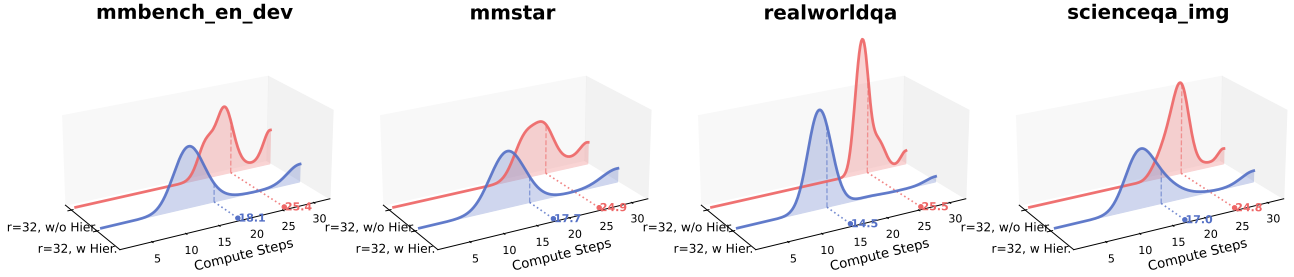 mmbench_en_dev
mmstar
realworldqa
scienceqa_img
r=32, w/o Hier.
r=32, w Hier.
5
10
15
20
25
30
Compute Steps
18.1
25.4
r=32, w/o Hier.
r=32, w Hier.
5
10
15
20
25
30
Compute Steps
17.7
24.9
r=32, w/o Hier.
r=32, w Hier.
5
10
15
20
25
30
Compute Steps
14.5
25.5
r=32, w/o Hier.
r=32, w Hier.
5
10
15
20
25
30
Compute Steps
17.0
24.8